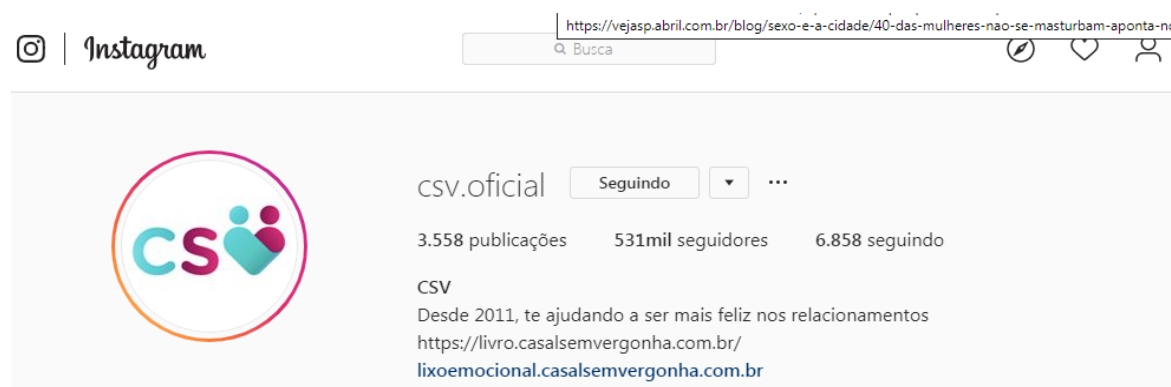 https://vejasp.abril.com.br/blog/sexo-e-a-cidade/40-das-mulheres-nao-se-masturbam-aponta-no
Instagram
Busca
csv.oficial Seguindo
3.558 publicações 531mil seguidores 6.858 seguindo
CS
CSV
Desde 2011, te ajudando a ser mais feliz nos relacionamentos
https://livro.casalsemvergonha.com.br/
lixoemocional.casalsemvergonha.com.br